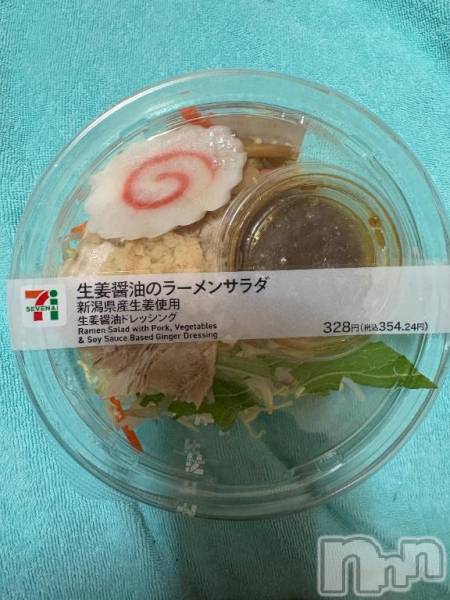 SEVEN&i
生姜醤油のラーメンサラダ
新潟県産生姜使用
生姜醤油ドレッシング
Ramen Salad with Pork, Vegetables
& Soy Sauce Based Ginger Dressing
328円(税込354.24円)
nnn